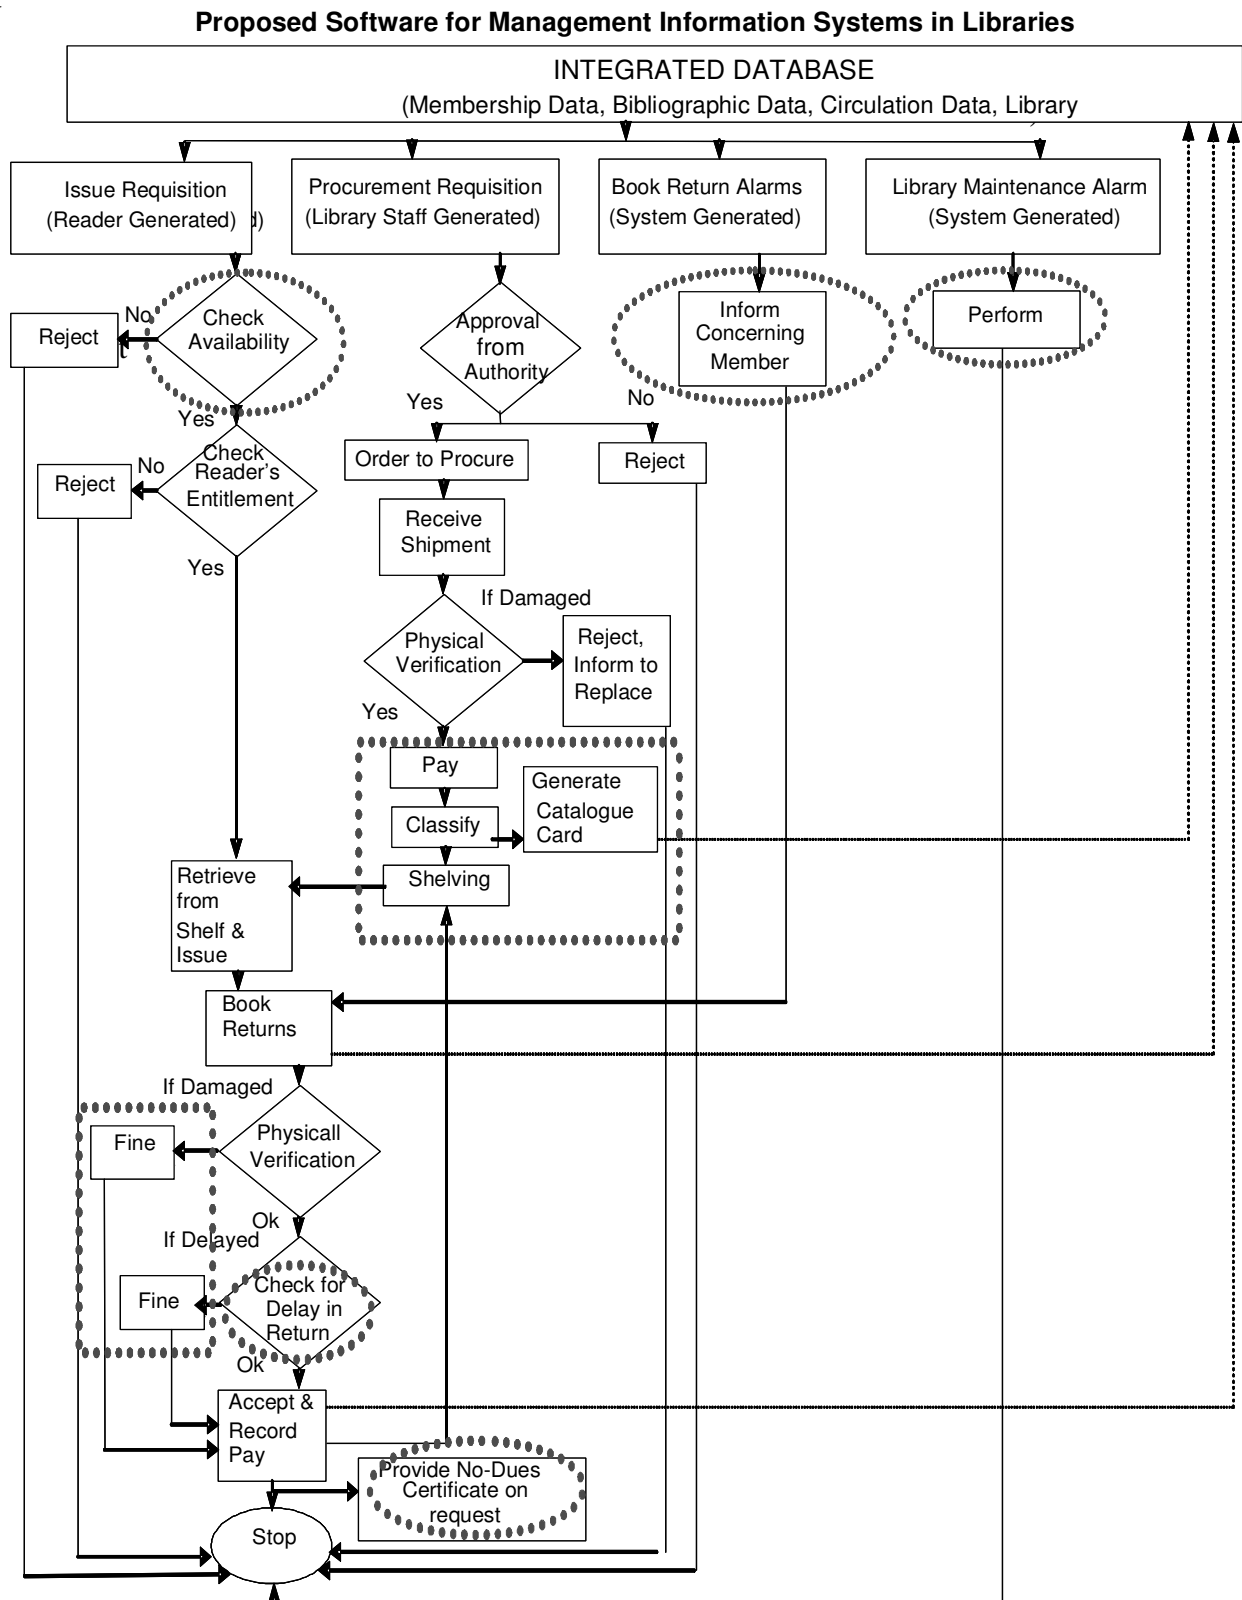 Proposed Software for Management Information Systems in Libraries
INTEGRATED DATABASE
(Membership Data, Bibliographic Data, Circulation Data, Library
Issue Requisition
(Reader Generated)
Procurement Requisition
(Library Staff Generated)
Book Return Alarms
(System Generated)
Library Maintenance Alarm
(System Generated)
No
Reject
Check
Availability
Yes
Approval
from
Authority
Inform
Concerning
Member
Perform
Yes
No
No
Reject
Check
Reader's
Entitlement
Yes
Order to Procure
Reject
Receive
Shipment
If Damaged
Physical
Verification
Reject,
Inform to
Replace
Yes
Pay
Classify
Generate
Catalogue
Card
Shelving
Retrieve
from
Shelf &
Issue
Book
Returns
If Damaged
Fine
Physicall
Verification
Ok
If Delayed
Fine
Check for
Delay in
Return
Ok
Accept &
Record
Pay
Provide No-Dues
Certificate on
request
Stop